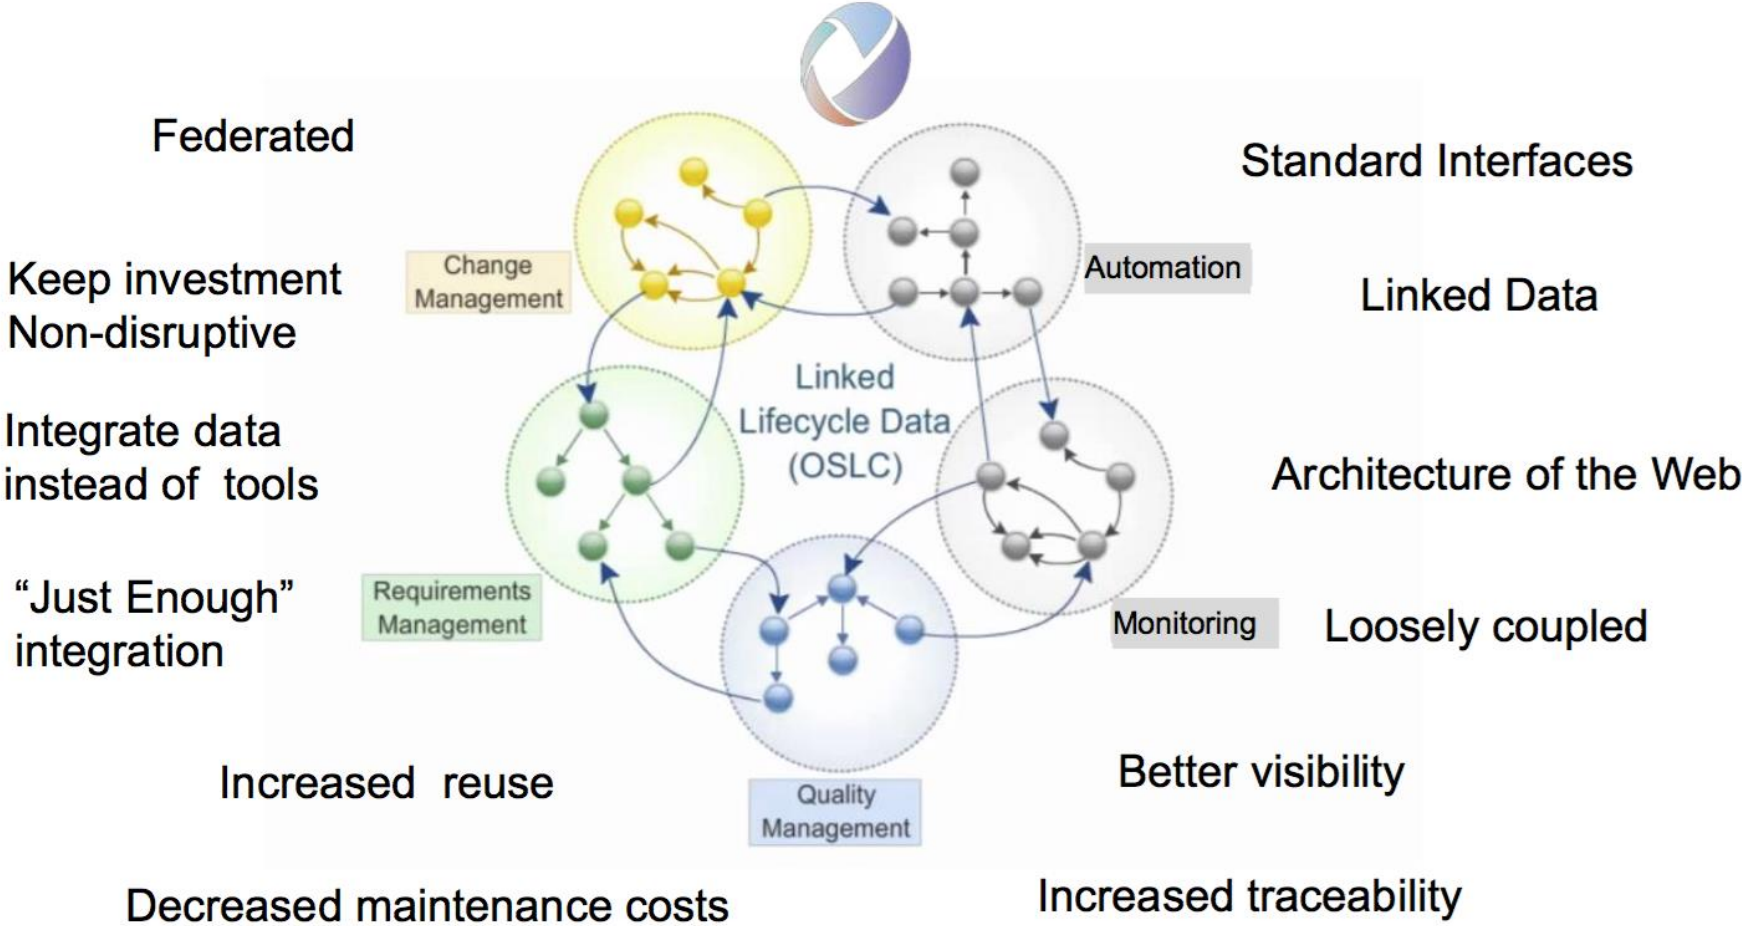 Federated
Standard Interfaces
Change
Management
Automation
Keep investment
Non-disruptive
Linked Data
Linked
Lifecycle Data
(OSLC)
Integrate data
instead of  tools
Architecture of the Web
“Just Enough”
integration
Requirements
Management
Monitoring
Loosely coupled
Increased  reuse
Better visibility
Quality
Management
Decreased maintenance costs
Increased traceability